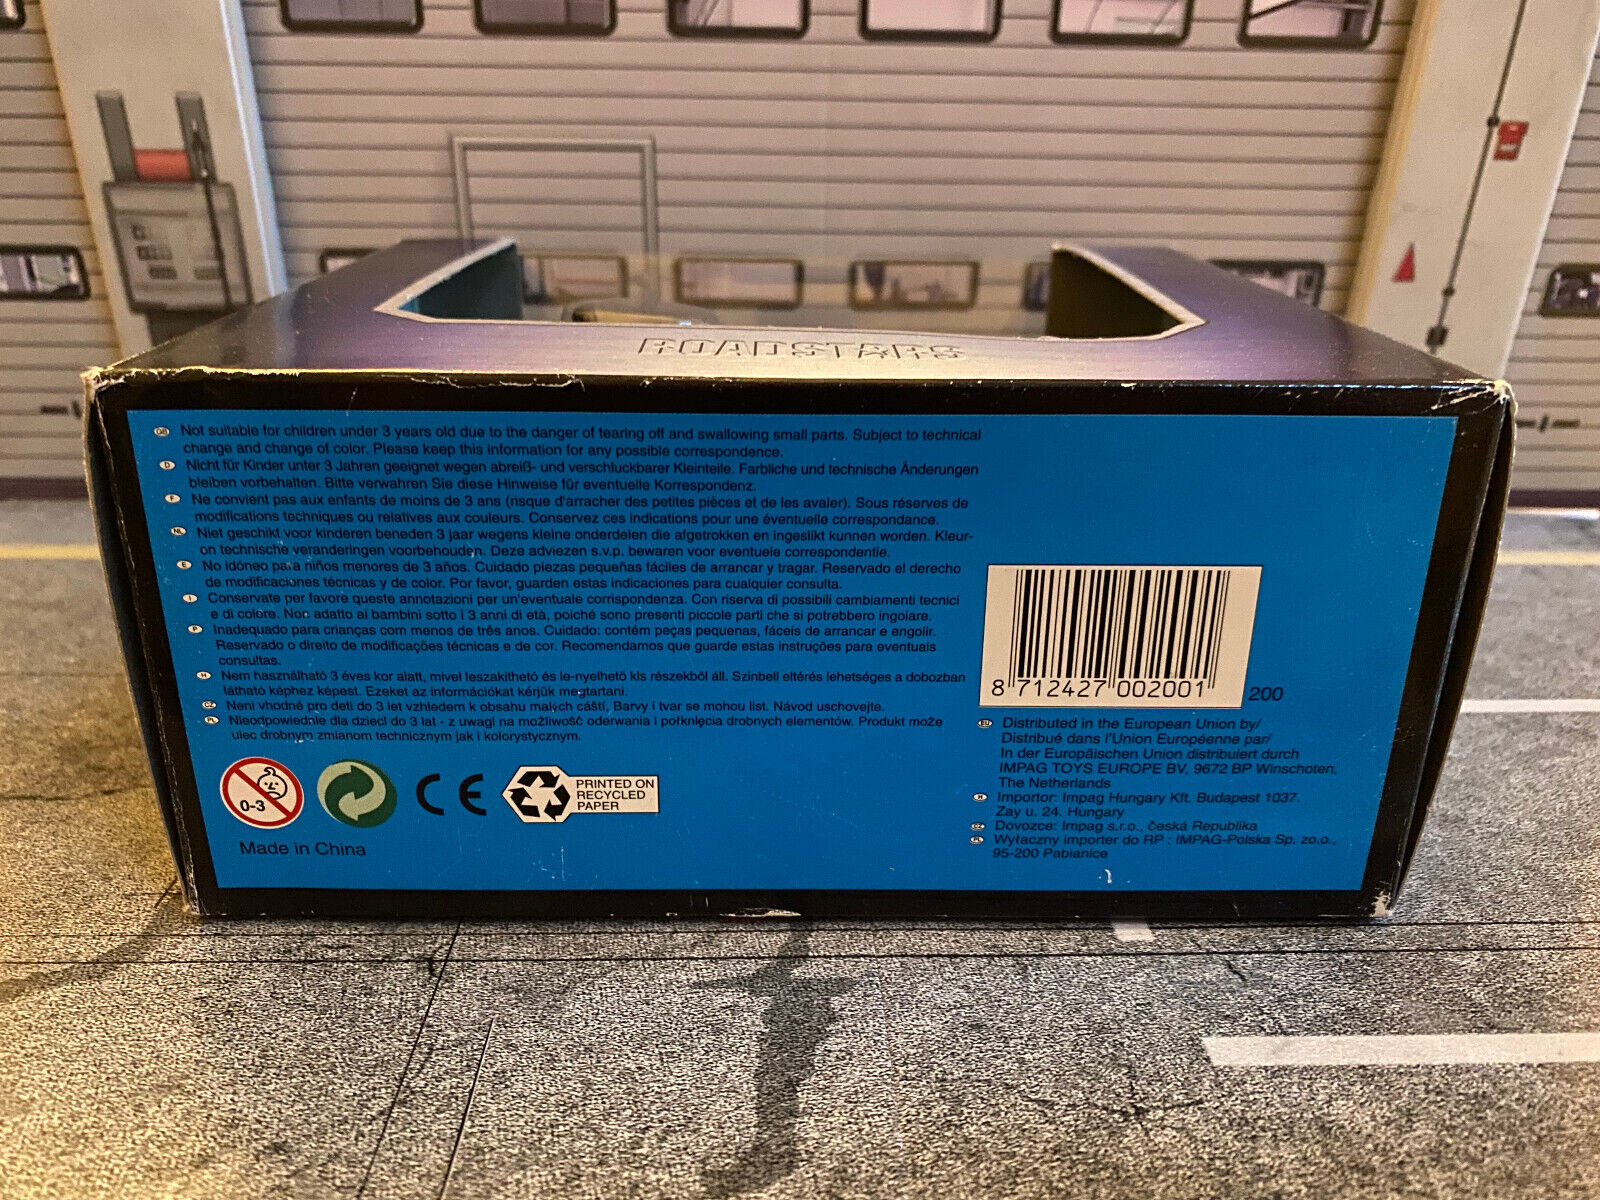 ROADSTARS
GB Not suitable for children under 3 years old due to the danger of tearing off and swallowing small parts. Subject to technical
change and change of color. Please keep this information for any possible correspondence.
D Nicht für Kinder unter 3 Jahren geeignet wegen abreiß- und verschluckbarer Kleinteile. Farbliche und technische Änderungen
bleiben vorbehalten. Bitte verwahren Sie diese Hinweise für eventuelle Korrespondenz.
F Ne convient pas aux enfants de moins de 3 ans (risque d'arracher des petites pièces et de les avaler). Sous réserves de
modifications techniques ou relatives aux couleurs. Conservez ces indications pour une éventuelle correspondance.
NL Niet geschikt voor kinderen beneden 3 jaar wegens kleine onderdelen die afgetrokken en ingeslikt kunnen worden. Kleur-
on technische veranderingen voorbehouden. Deze adviezen s.v.p. bewaren voor eventuele correspondentie.
E No idóneo para niños menores de 3 años. Cuidado piezas pequeñas fáciles de arrancar y tragar. Reservado el derecho
de modificaciones técnicas y de color. Por favor, guarden estas indicaciones para cualquier consulta.
I Conservate per favore queste annotazioni per un'eventuale corrispondenza. Con riserva di possibili cambiamenti tecnici
e di colore. Non adatto ai bambini sotto i 3 anni di età, poiché sono presenti piccole parti che si potrebbero ingoiare.
P Inadequado para crianças com menos de três anos. Cuidado: contém peças pequenas, fáceis de arrancar e engolir.
Reservado o direito de modificações técnicas e de cor. Recomendamos que guarde estas instruções para eventuais
consultas.
H Nem használható 3 éves kor alatt, mivel leszakitható és le-nyelhető kis részekből áll. Szinbell eltérés lehetséges a dobozban
látható képhez képest. Ezeket az információkat kérjük megtartani.
CZ Neni vhodné pro deti do 3 let vzhledem k obsahu malych cástí, Barvy i tvar se mohou list. Návod uschovejte.
PL Nieodpowiednie dla dzieci do 3 lat - z uwagi na możliwość oderwania i połknięcia drobnych elementów. Produkt może
ulec drobnym zmianom technicznym jak i kolorystycznym.
0-3
CE
PRINTED ON
RECYCLED
PAPER
Made in China
8 712427 002001
200
EU Distributed in the European Union by/
Distribué dans l'Union Européenne par/
In der Europäischen Union distribuiert durch
IMPAG TOYS EUROPE BV, 9672 BP Winschoten,
The Netherlands
H Importor: Impag Hungary Kft. Budapest 1037.
Zay u. 24. Hungary
CZ Dovozce: Impag s.r.o., česká Republika
PL Wyłaczny importer do RP : IMPAG-Polska Sp. zo.o.,
95-200 Pabianice